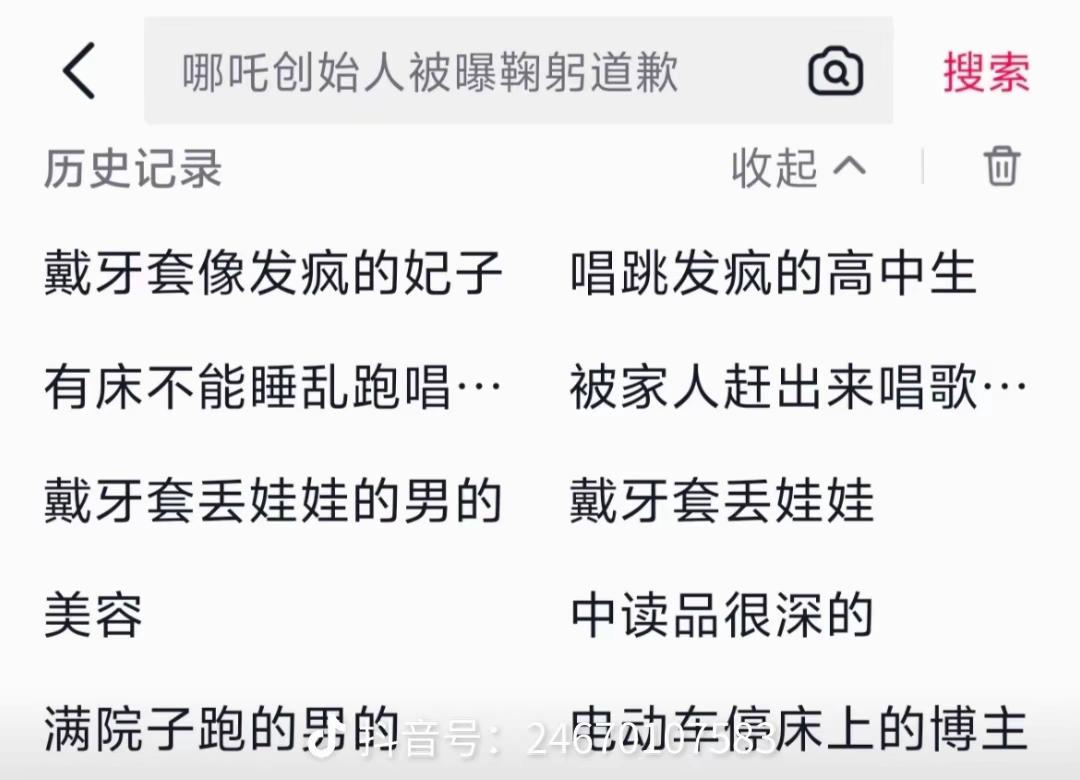 哪吒创始人被曝鞠躬道歉 搜索
历史记录 收起
戴牙套像发疯的妃子 唱跳发疯的高中生
有床不能睡乱跑唱… 被家人赶出来唱歌…
戴牙套丢娃娃的男的 戴牙套丢娃娃
美容 中读品很深的
满院子跑的男的 电动车停床上的博主
抖音号：24670107583